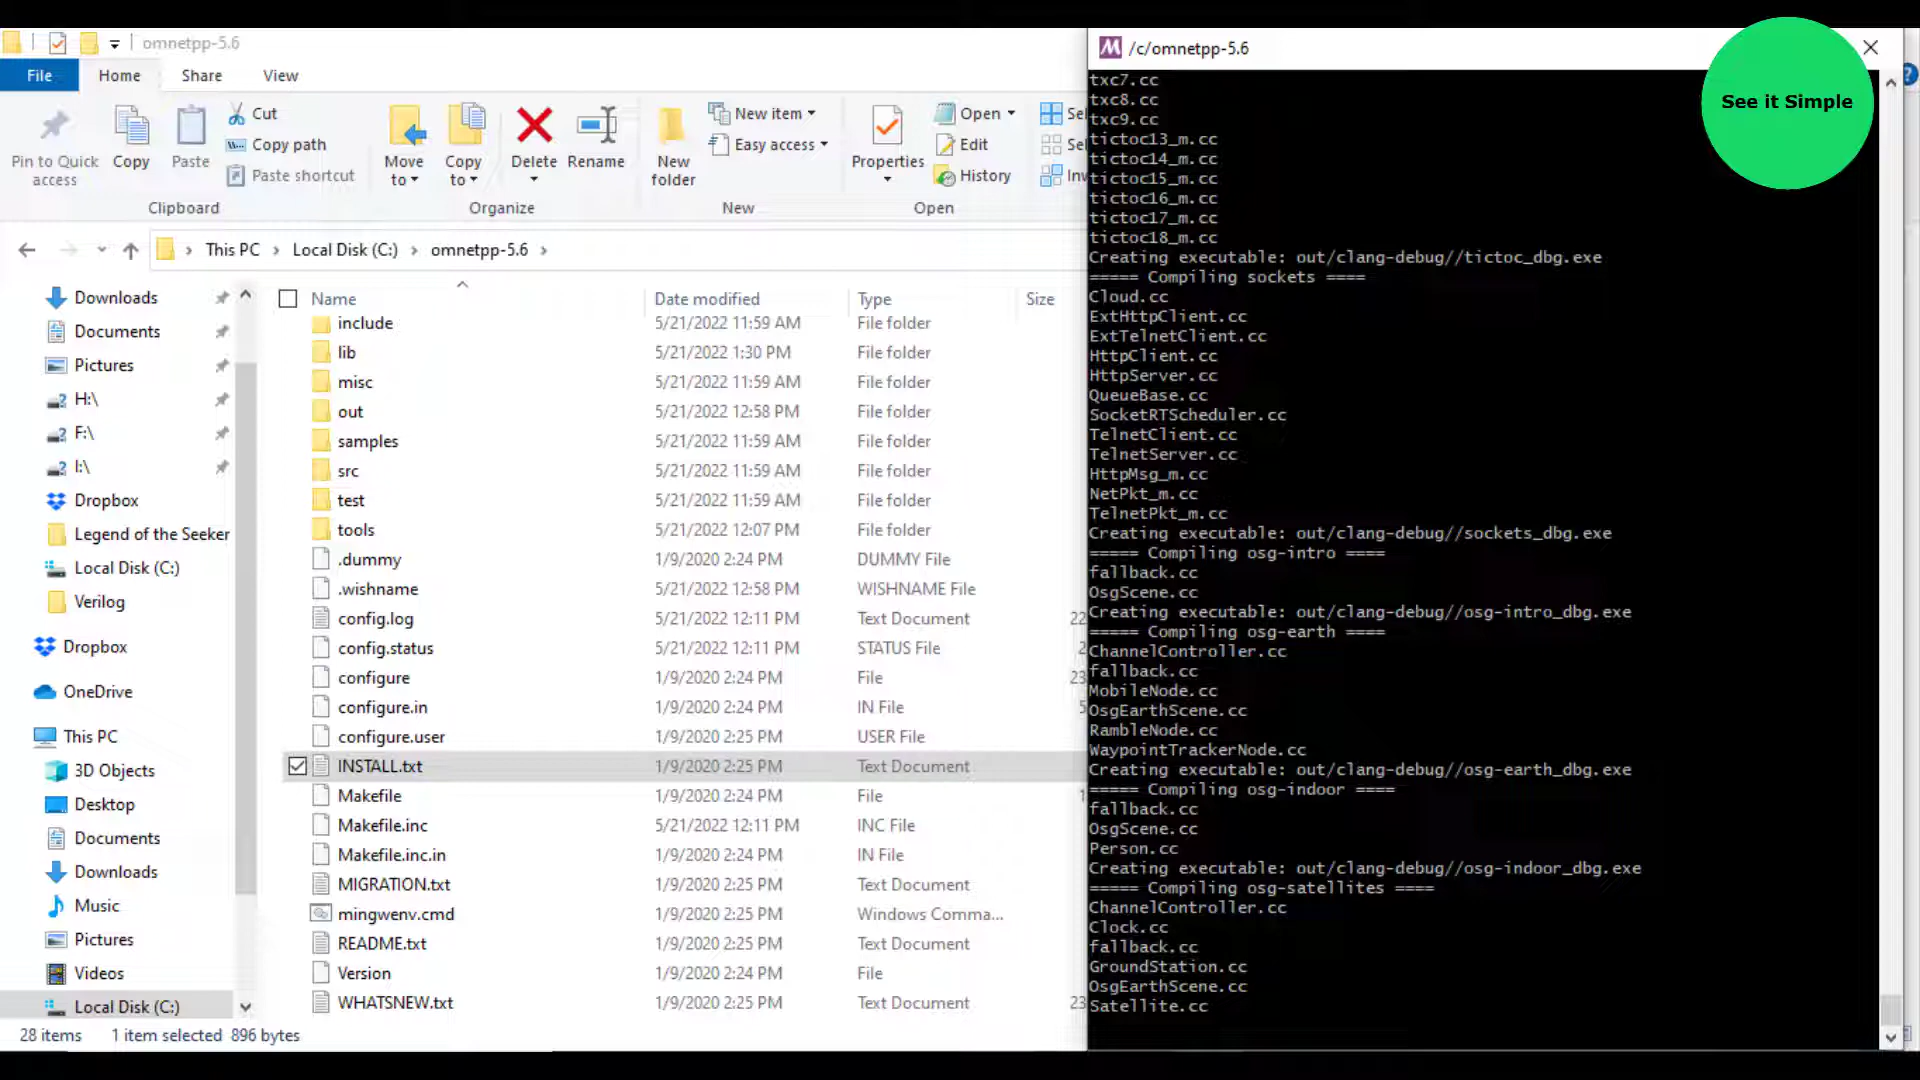 omnetpp-5.6
File
Home
Share
View
Pin to Quick
access
Copy
Paste
Cut
Copy path
Paste shortcut
Clipboard
Move
to
Copy
to
Delete
Rename
Organize
New
folder
New item
Easy access
New
Properties
Open
Edit
History
Open
This PC
Local Disk (C:)
omnetpp-5.6
Downloads
Documents
Pictures
H:\
F:\
I:\
Dropbox
Legend of the Seeker
Local Disk (C:)
Verilog
Dropbox
OneDrive
This PC
3D Objects
Desktop
Documents
Downloads
Music
Pictures
Videos
Local Disk (C:)
Name Date modified Type Size
include 5/21/2022 11:59 AM File folder
lib 5/21/2022 1:30 PM File folder
misc 5/21/2022 11:59 AM File folder
out 5/21/2022 12:58 PM File folder
samples 5/21/2022 11:59 AM File folder
src 5/21/2022 11:59 AM File folder
test 5/21/2022 11:59 AM File folder
tools 5/21/2022 12:07 PM File folder
.dummy 1/9/2020 2:24 PM DUMMY File
.wishname 5/21/2022 12:58 PM WISHNAME File
config.log 5/21/2022 12:11 PM Text Document 22
config.status 5/21/2022 12:11 PM STATUS File 2
configure 1/9/2020 2:24 PM File 23
configure.in 1/9/2020 2:24 PM IN File 5
configure.user 1/9/2020 2:25 PM USER File
INSTALL.txt 1/9/2020 2:25 PM Text Document
Makefile 1/9/2020 2:24 PM File 1
Makefile.inc 5/21/2022 12:11 PM INC File
Makefile.inc.in 1/9/2020 2:24 PM IN File
MIGRATION.txt 1/9/2020 2:25 PM Text Document
mingwenv.cmd 1/9/2020 2:25 PM Windows Comma...
README.txt 1/9/2020 2:25 PM Text Document
Version 1/9/2020 2:24 PM File
WHATSNEW.txt 1/9/2020 2:25 PM Text Document 23
28 items 1 item selected 896 bytes
/c/omnetpp-5.6
See it Simple
txc7.cc
txc8.cc
txc9.cc
tictoc13_m.cc
tictoc14_m.cc
tictoc15_m.cc
tictoc16_m.cc
tictoc17_m.cc
tictoc18_m.cc
Creating executable: out/clang-debug//tictoc_dbg.exe
===== Compiling sockets ====
Cloud.cc
ExtHttpClient.cc
ExtTelnetClient.cc
HttpClient.cc
HttpServer.cc
QueueBase.cc
SocketRTScheduler.cc
TelnetClient.cc
TelnetServer.cc
HttpMsg_m.cc
NetPkt_m.cc
TelnetPkt_m.cc
Creating executable: out/clang-debug//sockets_dbg.exe
===== Compiling osg-intro ====
fallback.cc
OsgScene.cc
Creating executable: out/clang-debug//osg-intro_dbg.exe
===== Compiling osg-earth ====
ChannelController.cc
fallback.cc
MobileNode.cc
OsgEarthScene.cc
RambleNode.cc
WaypointTrackerNode.cc
Creating executable: out/clang-debug//osg-earth_dbg.exe
===== Compiling osg-indoor ====
fallback.cc
OsgScene.cc
Person.cc
Creating executable: out/clang-debug//osg-indoor_dbg.exe
===== Compiling osg-satellites ====
ChannelController.cc
Clock.cc
fallback.cc
GroundStation.cc
OsgEarthScene.cc
Satellite.cc